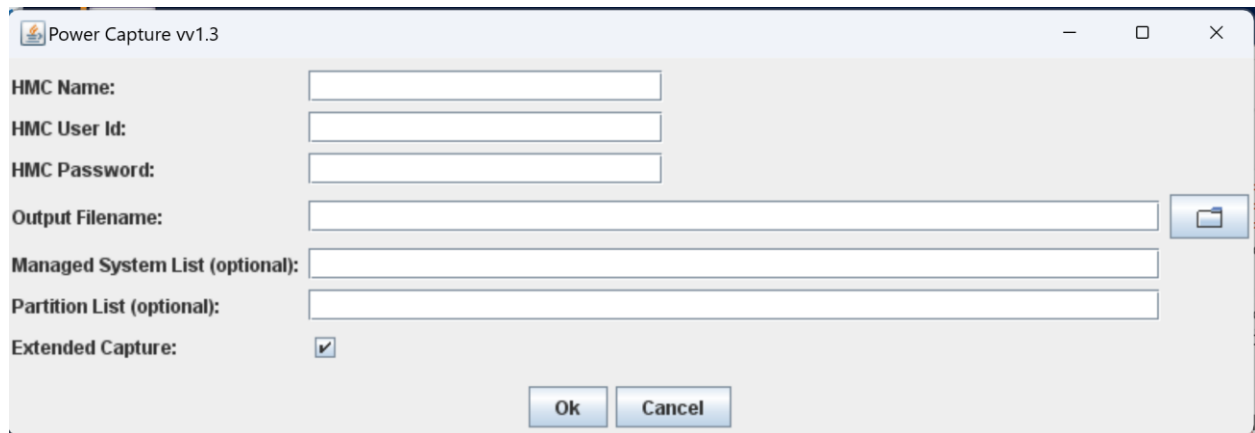 Power Capture vv1.3
HMC Name:
HMC User Id:
HMC Password:
Output Filename:
Managed System List (optional):
Partition List (optional):
Extended Capture:
Ok Cancel